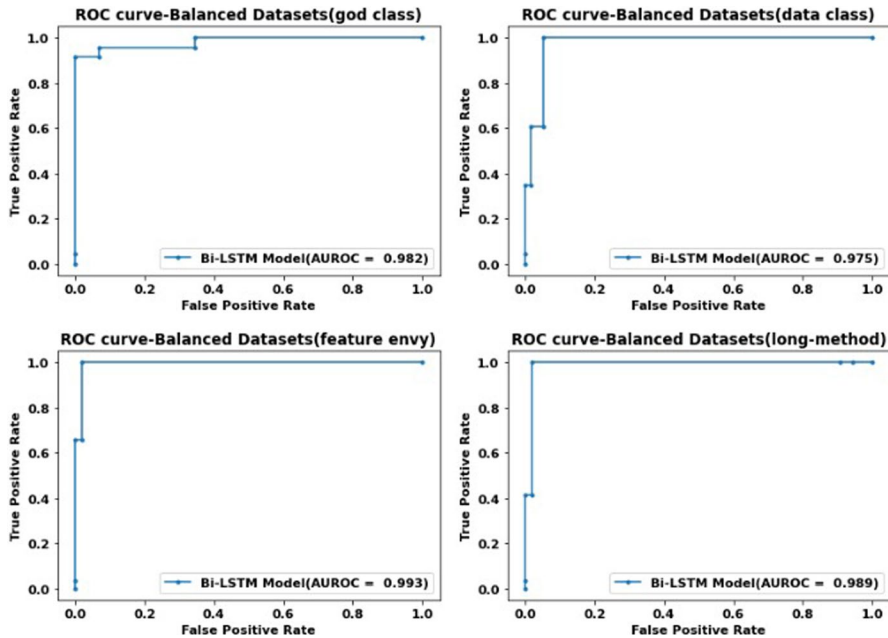 ROC curve-Balanced Datasets(god class)
True Positive Rate
1.0
0.8
0.6
0.4
0.2
0.0
Bi-LSTM Model(AUROC =  0.982)
0.0 0.2 0.4 0.6 0.8 1.0
False Positive Rate
ROC curve-Balanced Datasets(data class)
True Positive Rate
1.0
0.8
0.6
0.4
0.2
0.0
Bi-LSTM Model(AUROC =  0.975)
0.0 0.2 0.4 0.6 0.8 1.0
False Positive Rate
ROC curve-Balanced Datasets(feature envy)
True Positive Rate
1.0
0.8
0.6
0.4
0.2
0.0
Bi-LSTM Model(AUROC =  0.993)
0.0 0.2 0.4 0.6 0.8 1.0
False Positive Rate
ROC curve-Balanced Datasets(long-method)
True Positive Rate
1.0
0.8
0.6
0.4
0.2
0.0
Bi-LSTM Model(AUROC =  0.989)
0.0 0.2 0.4 0.6 0.8 1.0
False Positive Rate